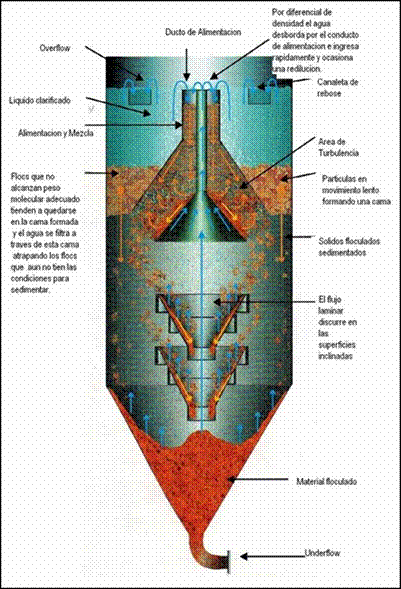 Por diferencial de
densidad el agua
desborda por el conducto
de alimentacion e ingresa
rapidamente y ocasiona
una redilucion.
Ducto de Alimentacion
Overflow
Canaleta de
rebose
Liquido clarificado
Alimentacion y Mezcla
Area de
Turbulencia
Flocs que no
alcanzan peso
molecular adecuado
tienden a quedarse
en la cama formada
y el agua se filtra a
traves de esta cama
atrapando los flocs
que aun no tien las
condiciones para
sedimentar.
Particulas en
movimiento lento
formando una cama
Solidos floculados
sedimentados
El flujo
laminar
discurre en
las
superficies
inclinadas
Material floculado
Underflow